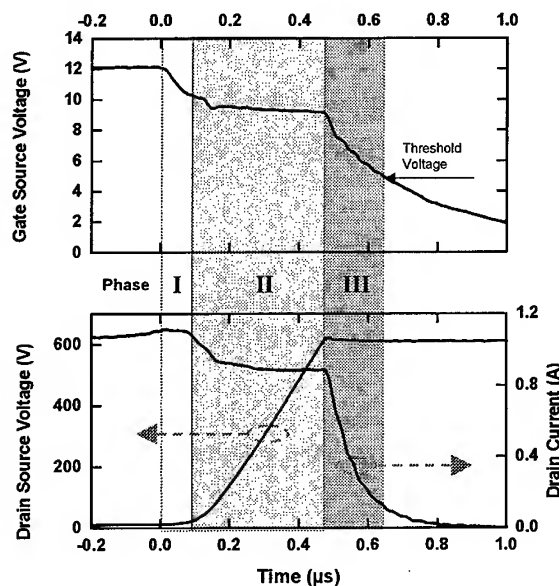 -0.2 0.0 0.2 0.4 0.6 0.8 1.0
14
12
10
8
6
4
2
0
Gate Source Voltage (V)
Threshold
Voltage
Phase I II III
600
400
200
0
Drain Source Voltage (V)
1.2
0.8
0.4
0.0
Drain Current (A)
-0.2 0.0 0.2 0.4 0.6 0.8 1.0
Time (µs)